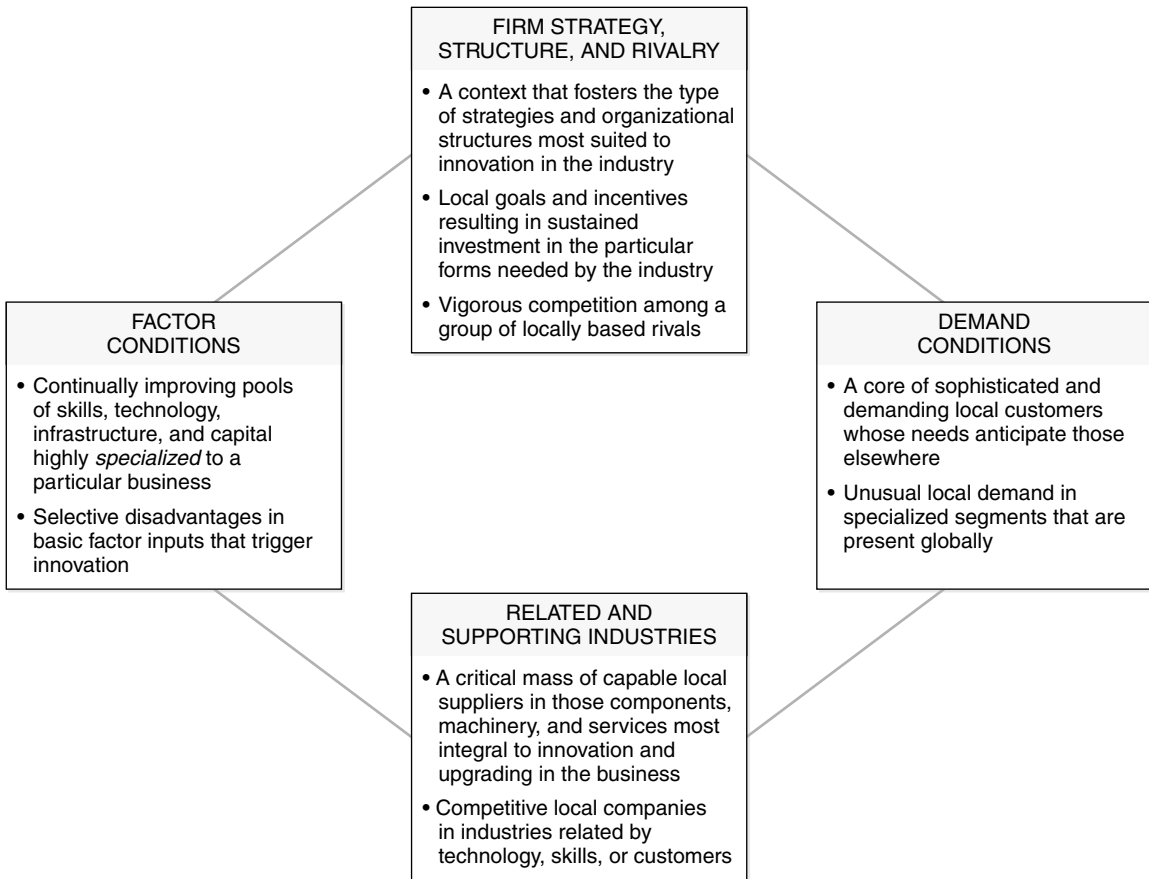 FIRM STRATEGY,
STRUCTURE, AND RIVALRY
• A context that fosters the type
of strategies and organizational
structures most suited to
innovation in the industry
• Local goals and incentives
resulting in sustained
investment in the particular
forms needed by the industry
• Vigorous competition among a
group of locally based rivals
FACTOR
CONDITIONS
• Continually improving pools
of skills, technology,
infrastructure, and capital
highly specialized to a
particular business
• Selective disadvantages in
basic factor inputs that trigger
innovation
DEMAND
CONDITIONS
• A core of sophisticated and
demanding local customers
whose needs anticipate those
elsewhere
• Unusual local demand in
specialized segments that are
present globally
RELATED AND
SUPPORTING INDUSTRIES
• A critical mass of capable local
suppliers in those components,
machinery, and services most
integral to innovation and
upgrading in the business
• Competitive local companies
in industries related by
technology, skills, or customers